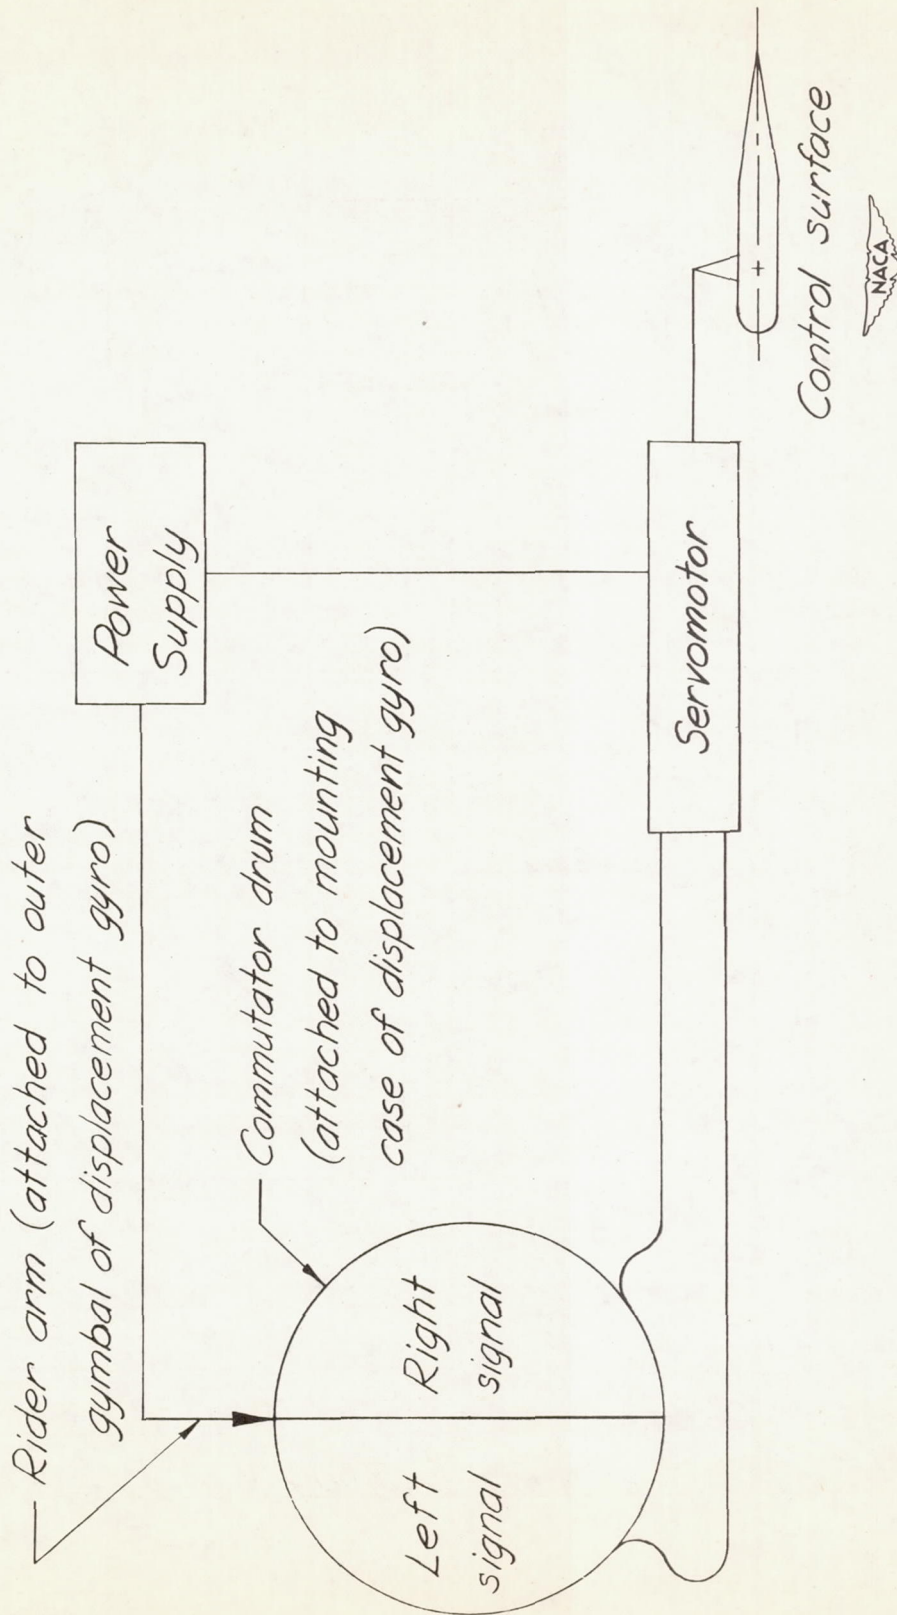 Rider arm (attached to outer
gymbal of displacement gyro)
Power
Supply
Commutator drum
(attached to mounting
case of displacement gyro)
Left
signal
Right
signal
Servomotor
Control surface
NACA